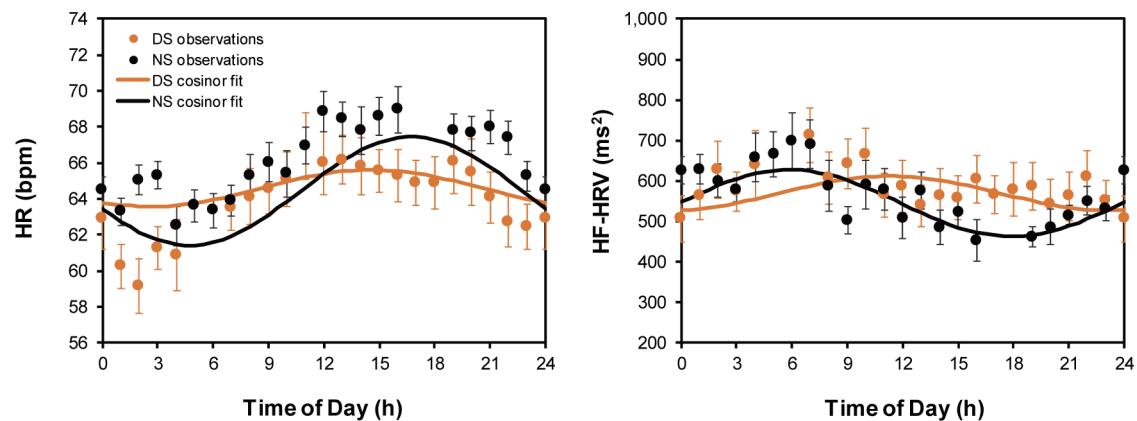 74
72
70
68
66
64
62
60
58
56
HR (bpm)
DS observations
NS observations
DS cosinor fit
NS cosinor fit
0 3 6 9 12 15 18 21 24
Time of Day (h)
1,000
900
800
700
600
500
400
300
200
HF-HRV (ms²)
0 3 6 9 12 15 18 21 24
Time of Day (h)